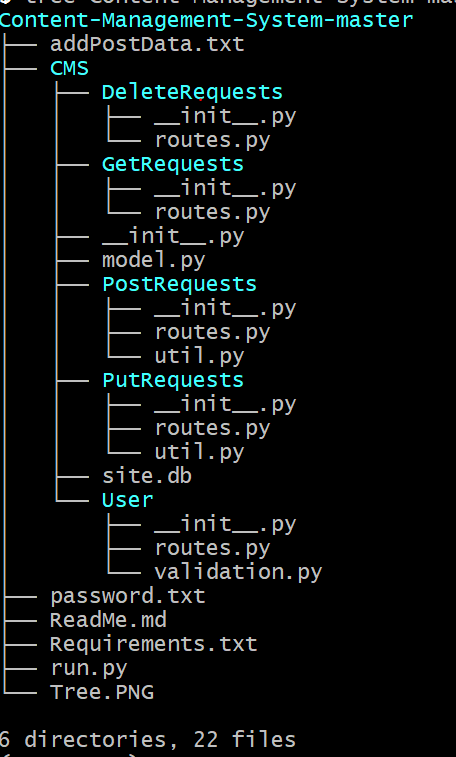 Content-Management-System-master
├── addPostData.txt
├── CMS
│   ├── DeleteRequests
│   │   ├── __init__.py
│   │   └── routes.py
│   ├── GetRequests
│   │   ├── __init__.py
│   │   └── routes.py
│   ├── __init__.py
│   ├── model.py
│   ├── PostRequests
│   │   ├── __init__.py
│   │   ├── routes.py
│   │   └── util.py
│   ├── PutRequests
│   │   ├── __init__.py
│   │   ├── routes.py
│   │   └── util.py
│   ├── site.db
│   └── User
│       ├── __init__.py
│       ├── routes.py
│       └── validation.py
├── password.txt
├── ReadMe.md
├── Requirements.txt
├── run.py
└── Tree.PNG
6 directories, 22 files